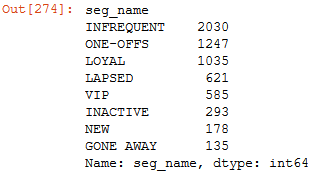 Out[274]: seg_name
INFREQUENT 2030
ONE-OFFS 1247
LOYAL 1035
LAPSED 621
VIP 585
INACTIVE 293
NEW 178
GONE AWAY 135
Name: seg_name, dtype: int64